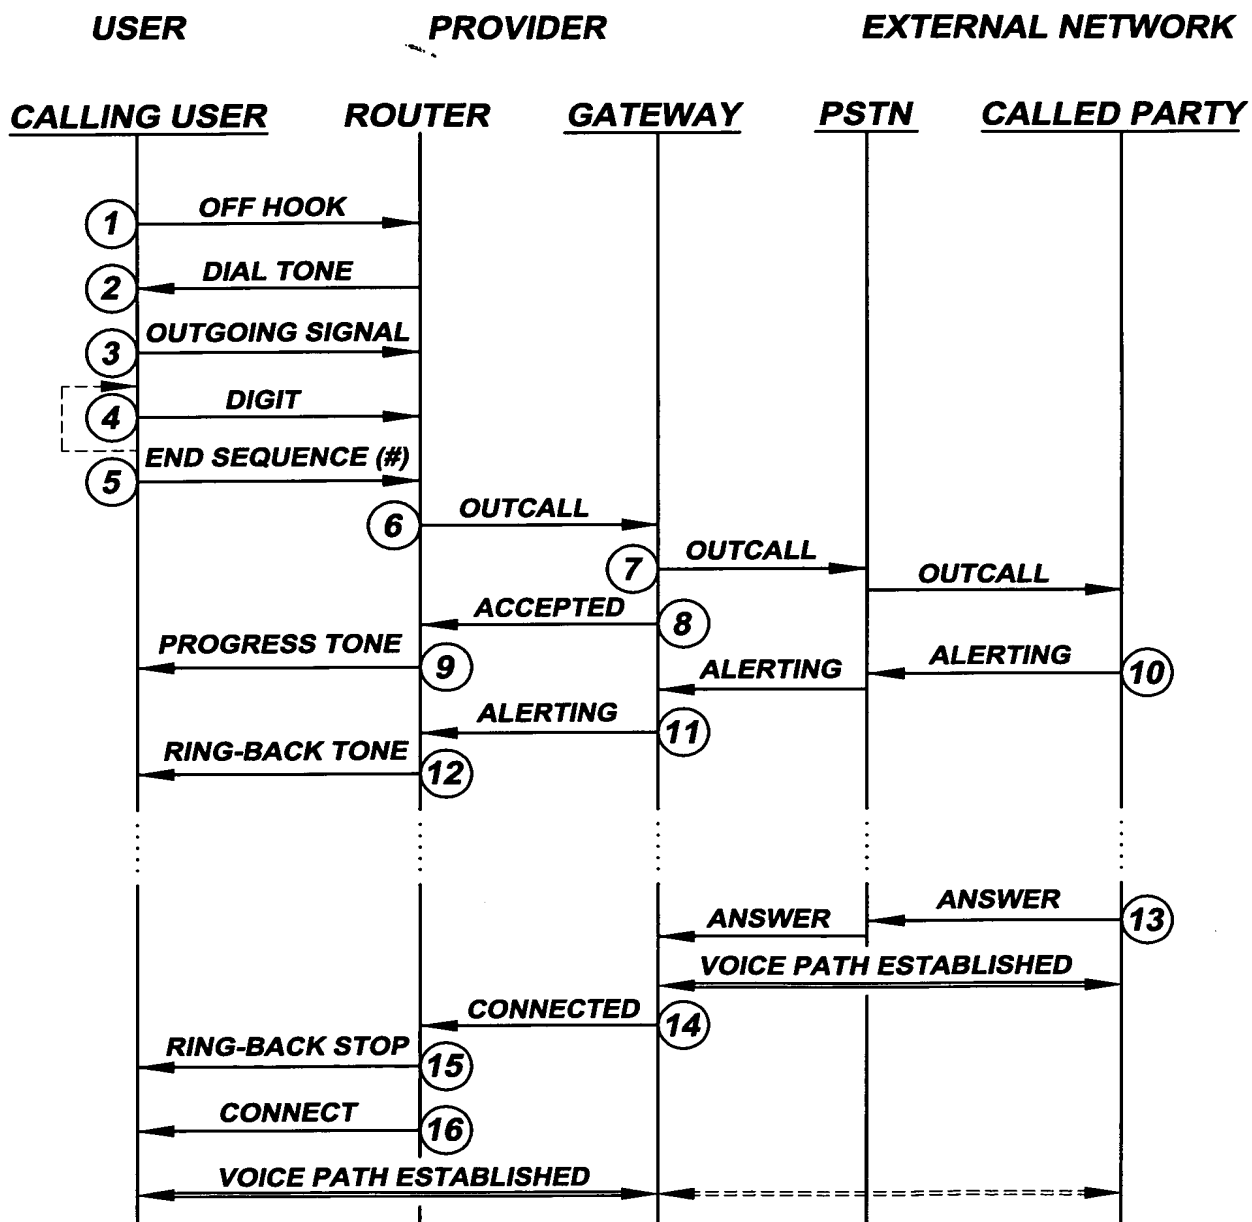 USER PROVIDER EXTERNAL NETWORK
CALLING USER ROUTER GATEWAY PSTN CALLED PARTY
1 OFF HOOK
2 DIAL TONE
3 OUTGOING SIGNAL
4 DIGIT
5 END SEQUENCE (#)
6 OUTCALL
7 OUTCALL
OUTCALL
ACCEPTED 8
PROGRESS TONE 9
ALERTING 10
ALERTING
ALERTING 11
RING-BACK TONE 12
ANSWER 13
ANSWER
VOICE PATH ESTABLISHED
CONNECTED 14
RING-BACK STOP 15
CONNECT 16
VOICE PATH ESTABLISHED